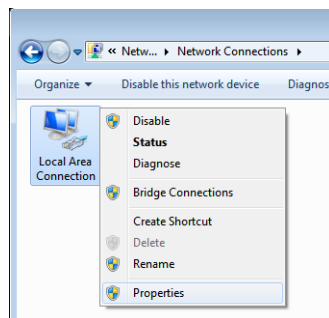 « Netw... ▸ Network Connections ▸
Organize ▾ Disable this network device Diagnos
Local Area
Connection
Disable
Status
Diagnose
Bridge Connections
Create Shortcut
Delete
Rename
Properties